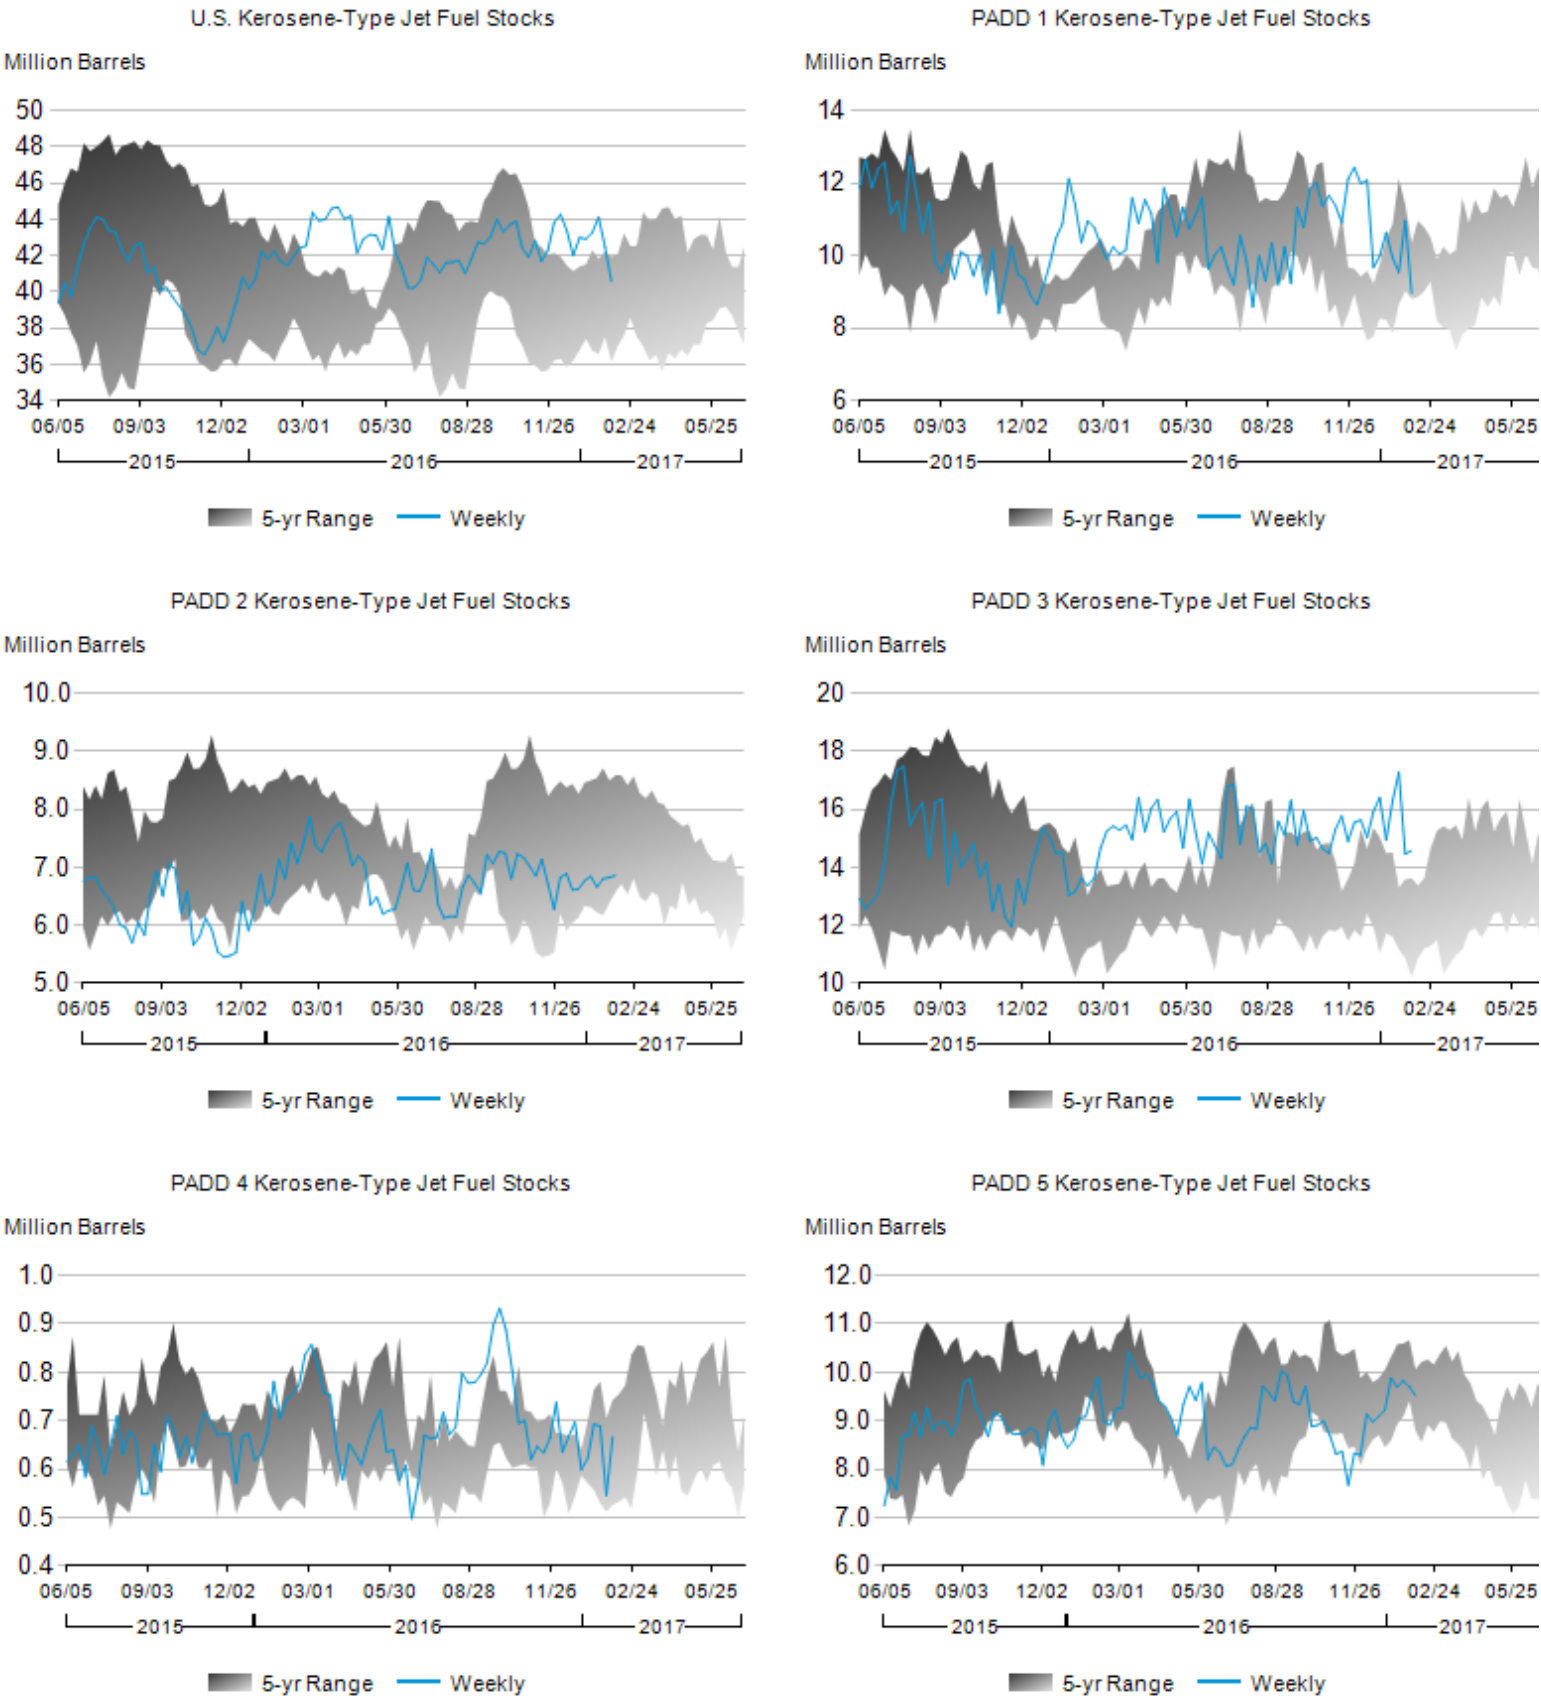 U.S. Kerosene-Type Jet Fuel Stocks
Million Barrels
50
48
46
44
42
40
38
36
34
06/05 09/03 12/02 03/01 05/30 08/28 11/26 02/24 05/25
2015 2016 2017
5-yr Range Weekly
PADD 1 Kerosene-Type Jet Fuel Stocks
Million Barrels
14
12
10
8
6
06/05 09/03 12/02 03/01 05/30 08/28 11/26 02/24 05/25
2015 2016 2017
5-yr Range Weekly
PADD 2 Kerosene-Type Jet Fuel Stocks
Million Barrels
10.0
9.0
8.0
7.0
6.0
5.0
06/05 09/03 12/02 03/01 05/30 08/28 11/26 02/24 05/25
2015 2016 2017
5-yr Range Weekly
PADD 3 Kerosene-Type Jet Fuel Stocks
Million Barrels
20
18
16
14
12
10
06/05 09/03 12/02 03/01 05/30 08/28 11/26 02/24 05/25
2015 2016 2017
5-yr Range Weekly
PADD 4 Kerosene-Type Jet Fuel Stocks
Million Barrels
1.0
0.9
0.8
0.7
0.6
0.5
0.4
06/05 09/03 12/02 03/01 05/30 08/28 11/26 02/24 05/25
2015 2016 2017
5-yr Range Weekly
PADD 5 Kerosene-Type Jet Fuel Stocks
Million Barrels
12.0
11.0
10.0
9.0
8.0
7.0
6.0
06/05 09/03 12/02 03/01 05/30 08/28 11/26 02/24 05/25
2015 2016 2017
5-yr Range Weekly